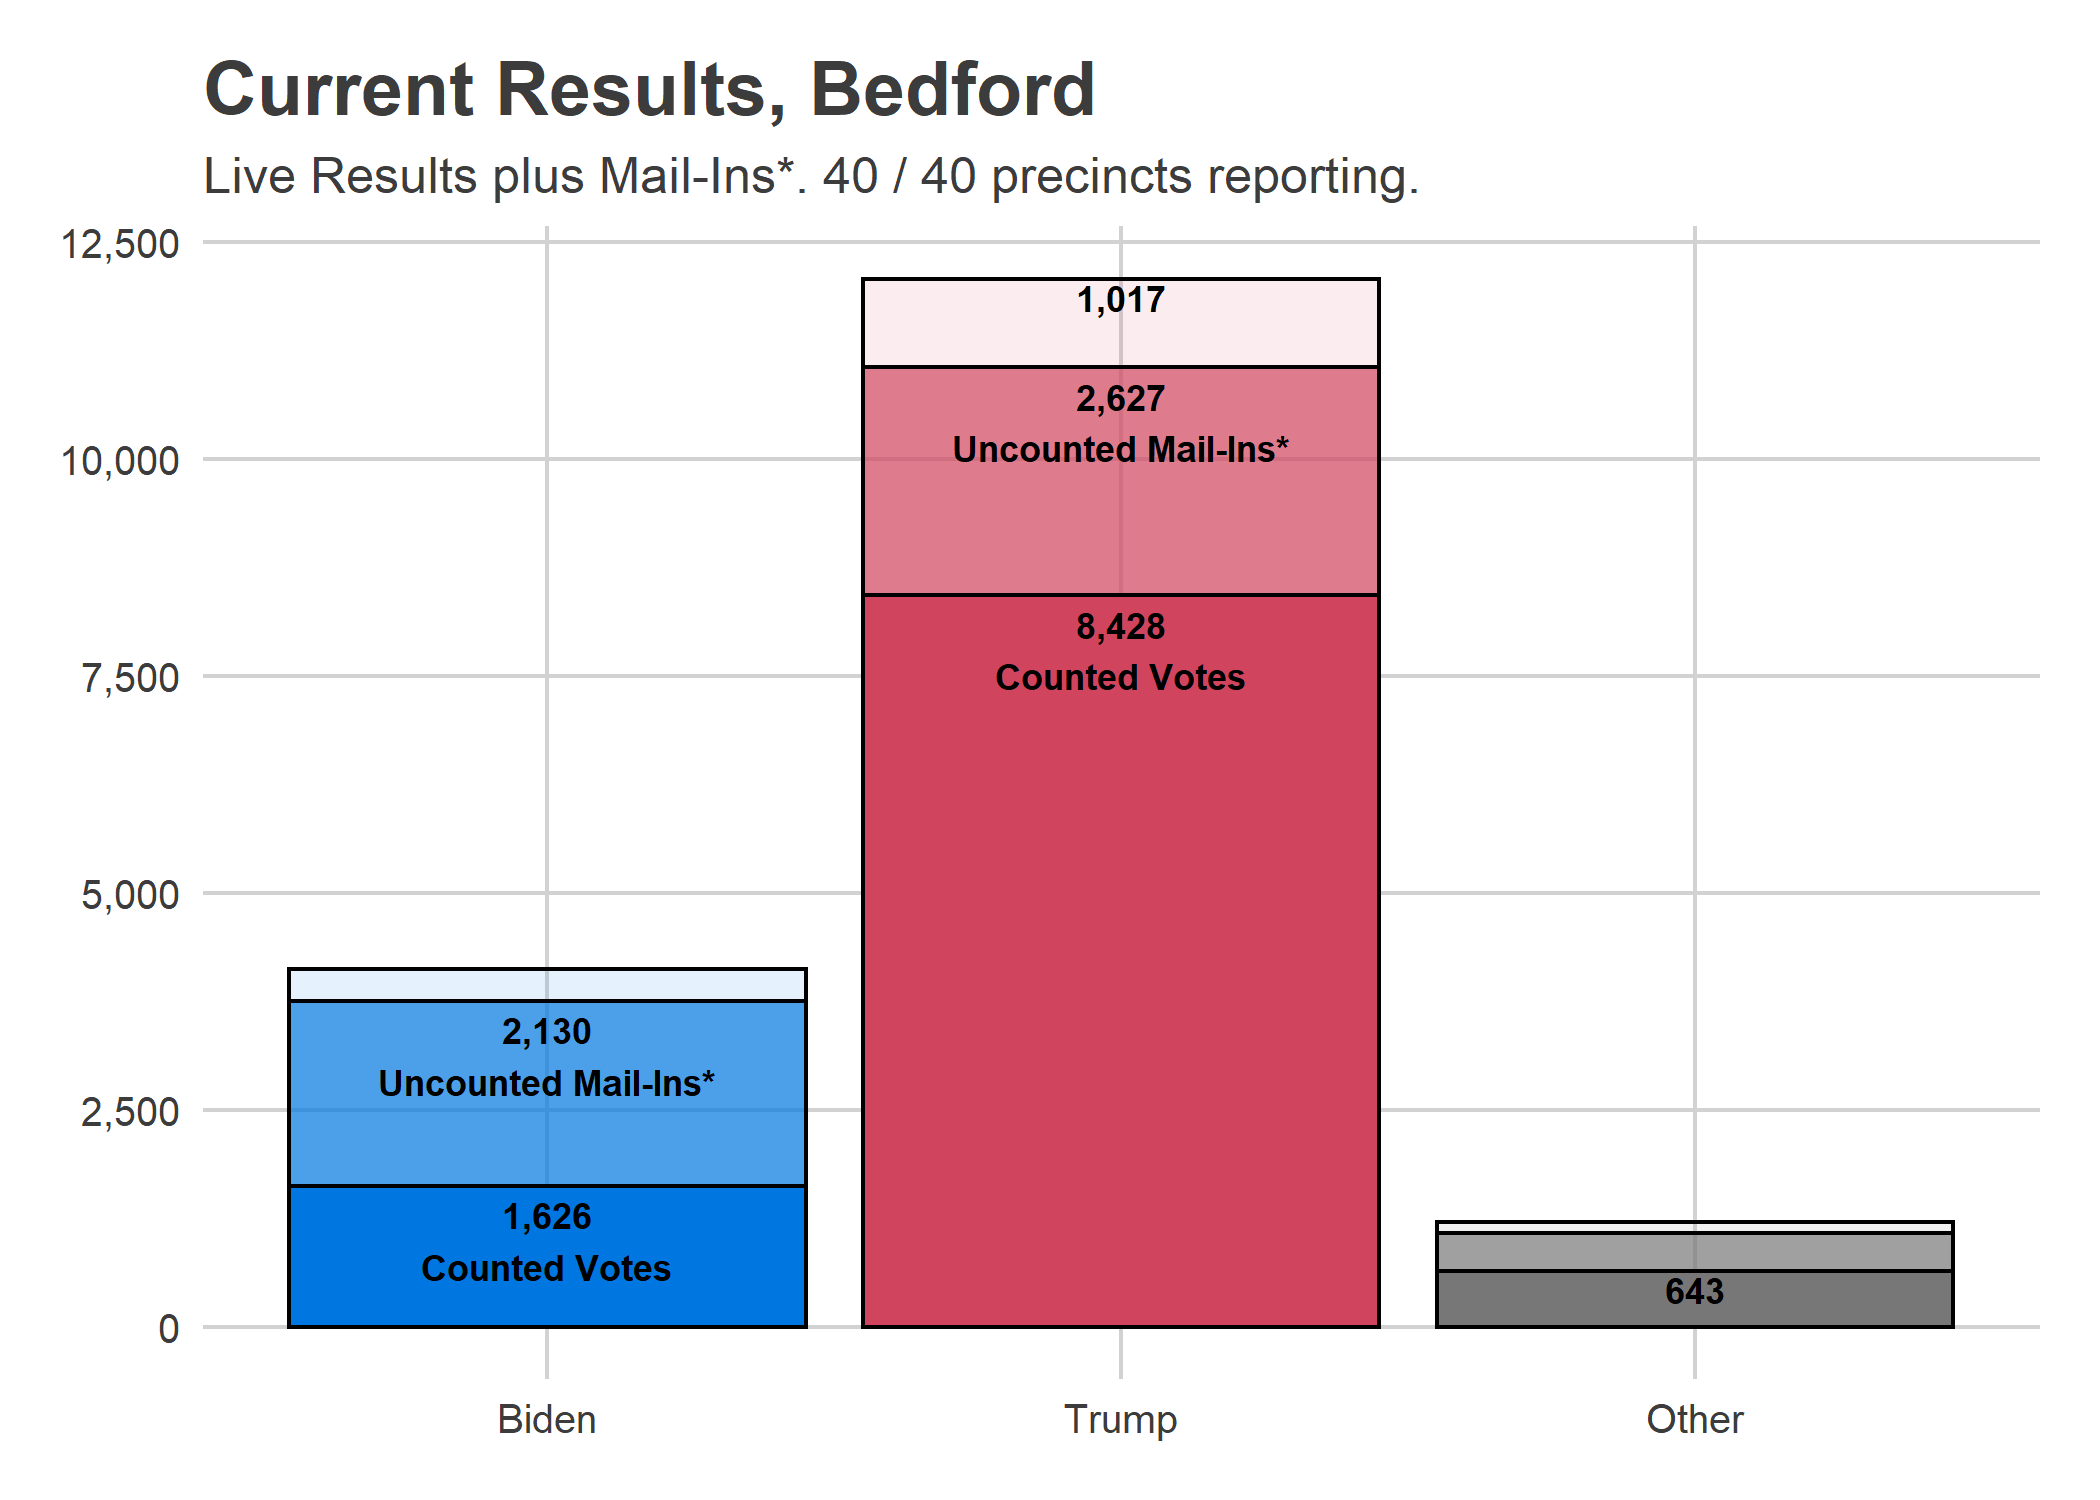 Current Results, Bedford
Live Results plus Mail-Ins*. 40 / 40 precincts reporting.
12,500
10,000
7,500
5,000
2,500
0
1,017
2,627
Uncounted Mail-Ins*
8,428
Counted Votes
2,130
Uncounted Mail-Ins*
1,626
Counted Votes
643
Biden
Trump
Other